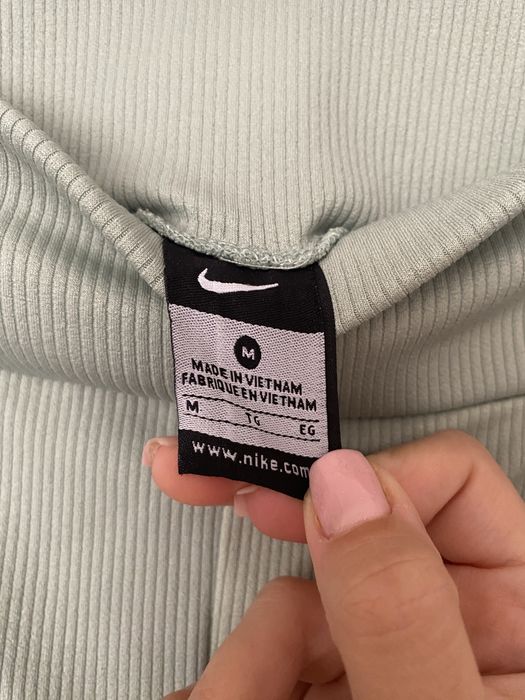 M
MADE IN VIETNAM
FABRIQUE EN VIETNAM
M TG EG
www.nike.com